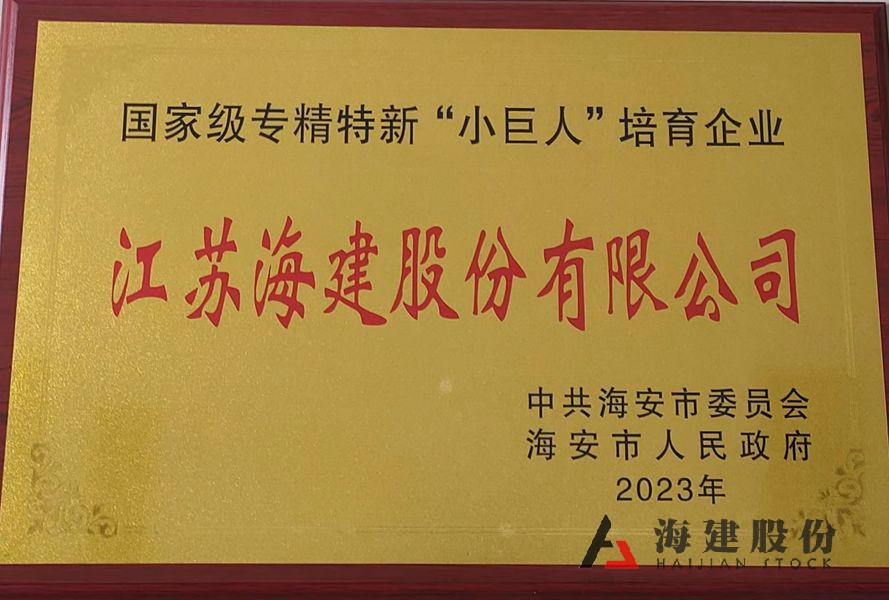 国家级专精特新“小巨人”培育企业
江苏海建股份有限公司
中共海安市委员会
海安市人民政府
2023年
海建股份
HAIJIAN STOCK